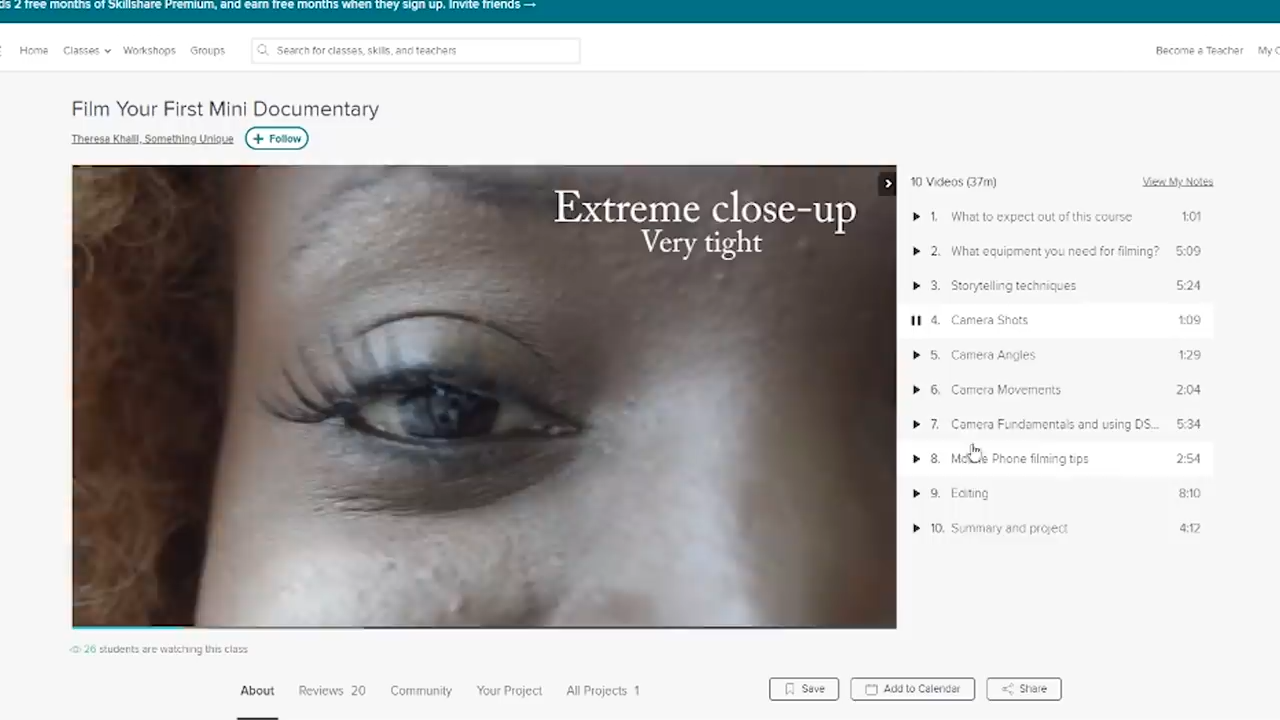 2 free months of Skillshare Premium, and earn free months when they sign up. Invite friends →
Home Classes Workshops Groups Search for classes, skills, and teachers Become a Teacher My
Film Your First Mini Documentary
Theresa Khalil, Something Unique + Follow
Extreme close-up
Very tight
10 Videos (37m) View My Notes
1. What to expect out of this course 1:01
2. What equipment you need for filming? 5:09
3. Storytelling techniques 5:24
4. Camera Shots 1:09
5. Camera Angles 1:29
6. Camera Movements 2:04
7. Camera Fundamentals and using DS... 5:34
8. Mobile Phone filming tips 2:54
9. Editing 8:10
10. Summary and project 4:12
26 students are watching this class
About Reviews 20 Community Your Project All Projects 1 Save Add to Calendar Share